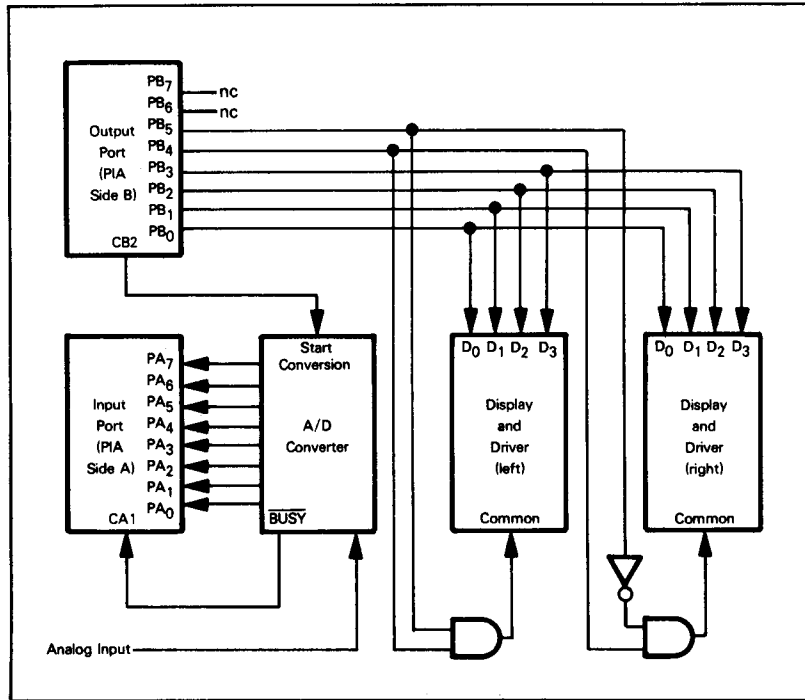 Output
Port
(PIA
Side B)
PB7
PB6
PB5
PB4
PB3
PB2
PB1
PB0
CB2
nc
nc
Input
Port
(PIA
Side A)
PA7
PA6
PA5
PA4
PA3
PA2
PA1
PA0
CA1
Start
Conversion
A/D
Converter
BUSY
D0 D1 D2 D3
Display
and
Driver
(left)
Common
D0 D1 D2 D3
Display
and
Driver
(right)
Common
Analog Input